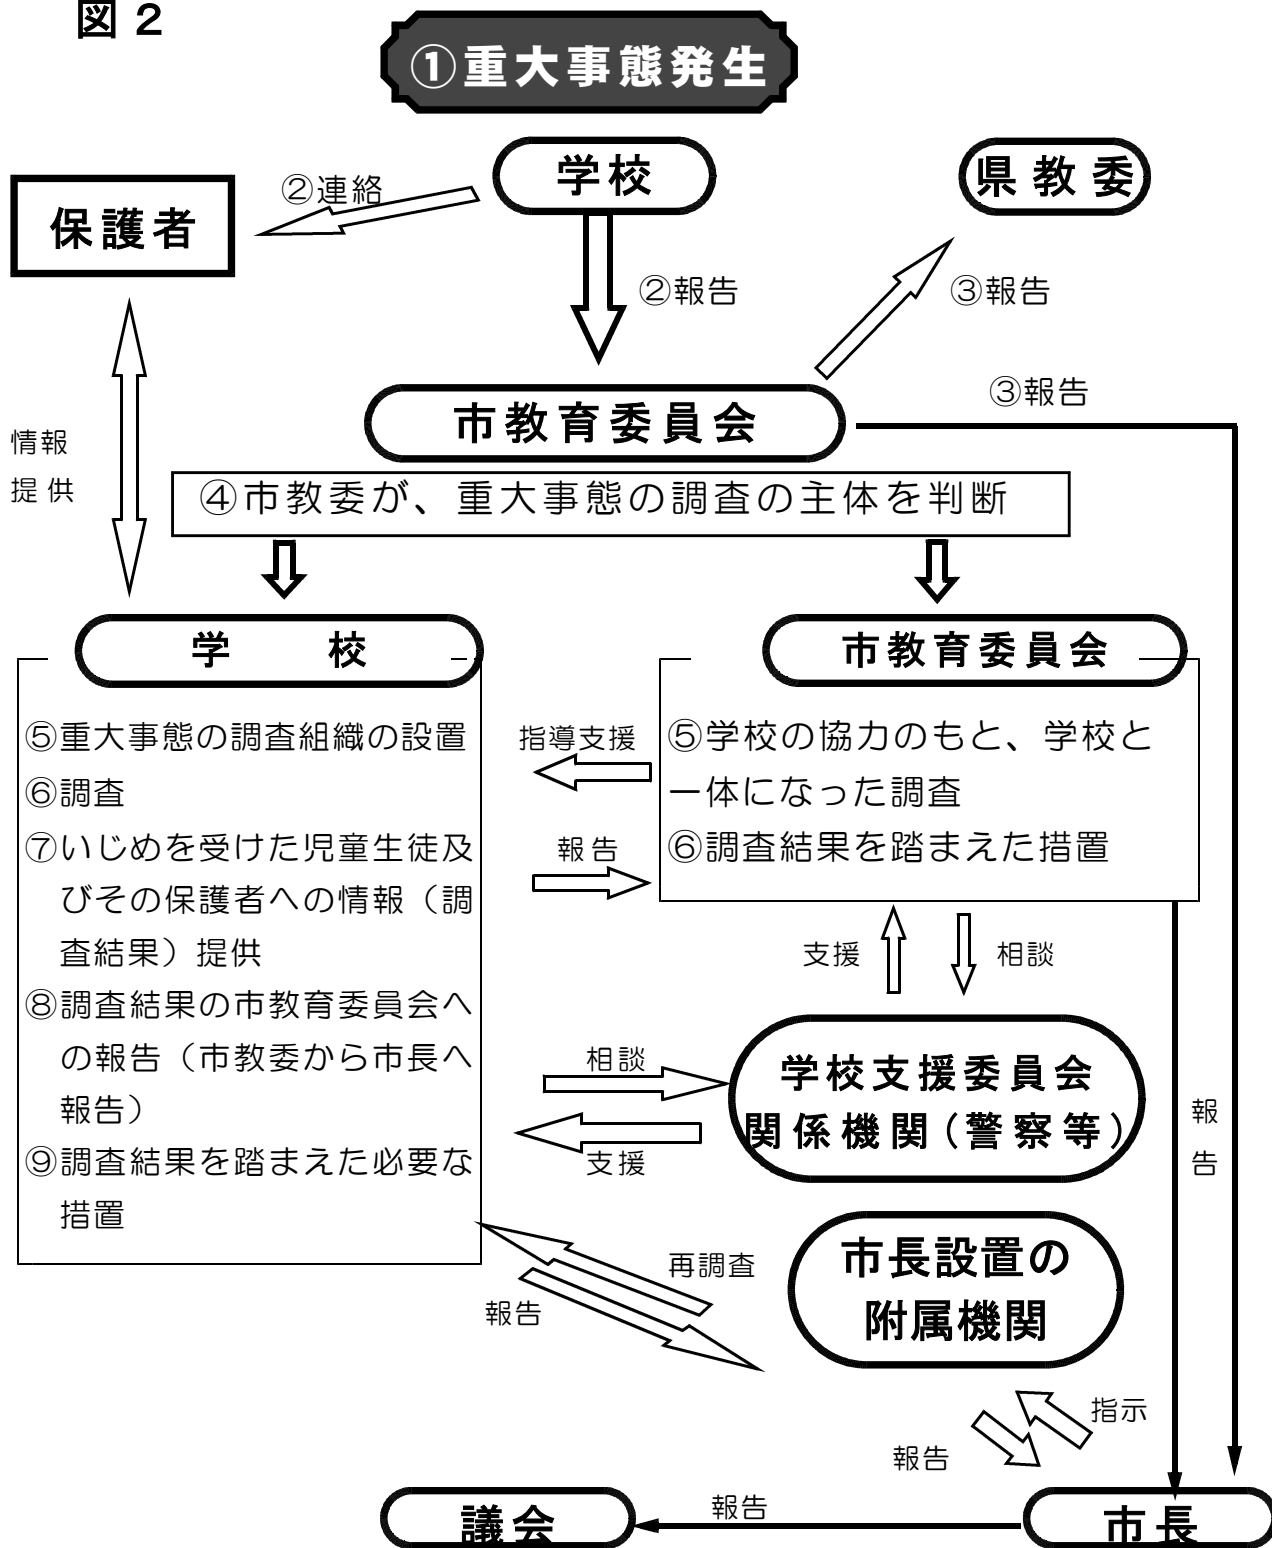 図２
①重大事態発生
学校
県教委
②連絡
保護者
②報告
③報告
③報告
市教育委員会
情報
提供
④市教委が、重大事態の調査の主体を判断
学　　校
市教育委員会
⑤重大事態の調査組織の設置
⑥調査
⑦いじめを受けた児童生徒及
びその保護者への情報（調
査結果）提供
⑧調査結果の市教育委員会へ
の報告（市教委から市長へ
報告）
⑨調査結果を踏まえた必要な
措置
指導支援
報告
⑤学校の協力のもと、学校と
一体になった調査
⑥調査結果を踏まえた措置
支援
相談
相談
支援
学校支援委員会
関係機関（警察等）
報
告
再調査
報告
市長設置の
附属機関
指示
報告
議会
報告
市長